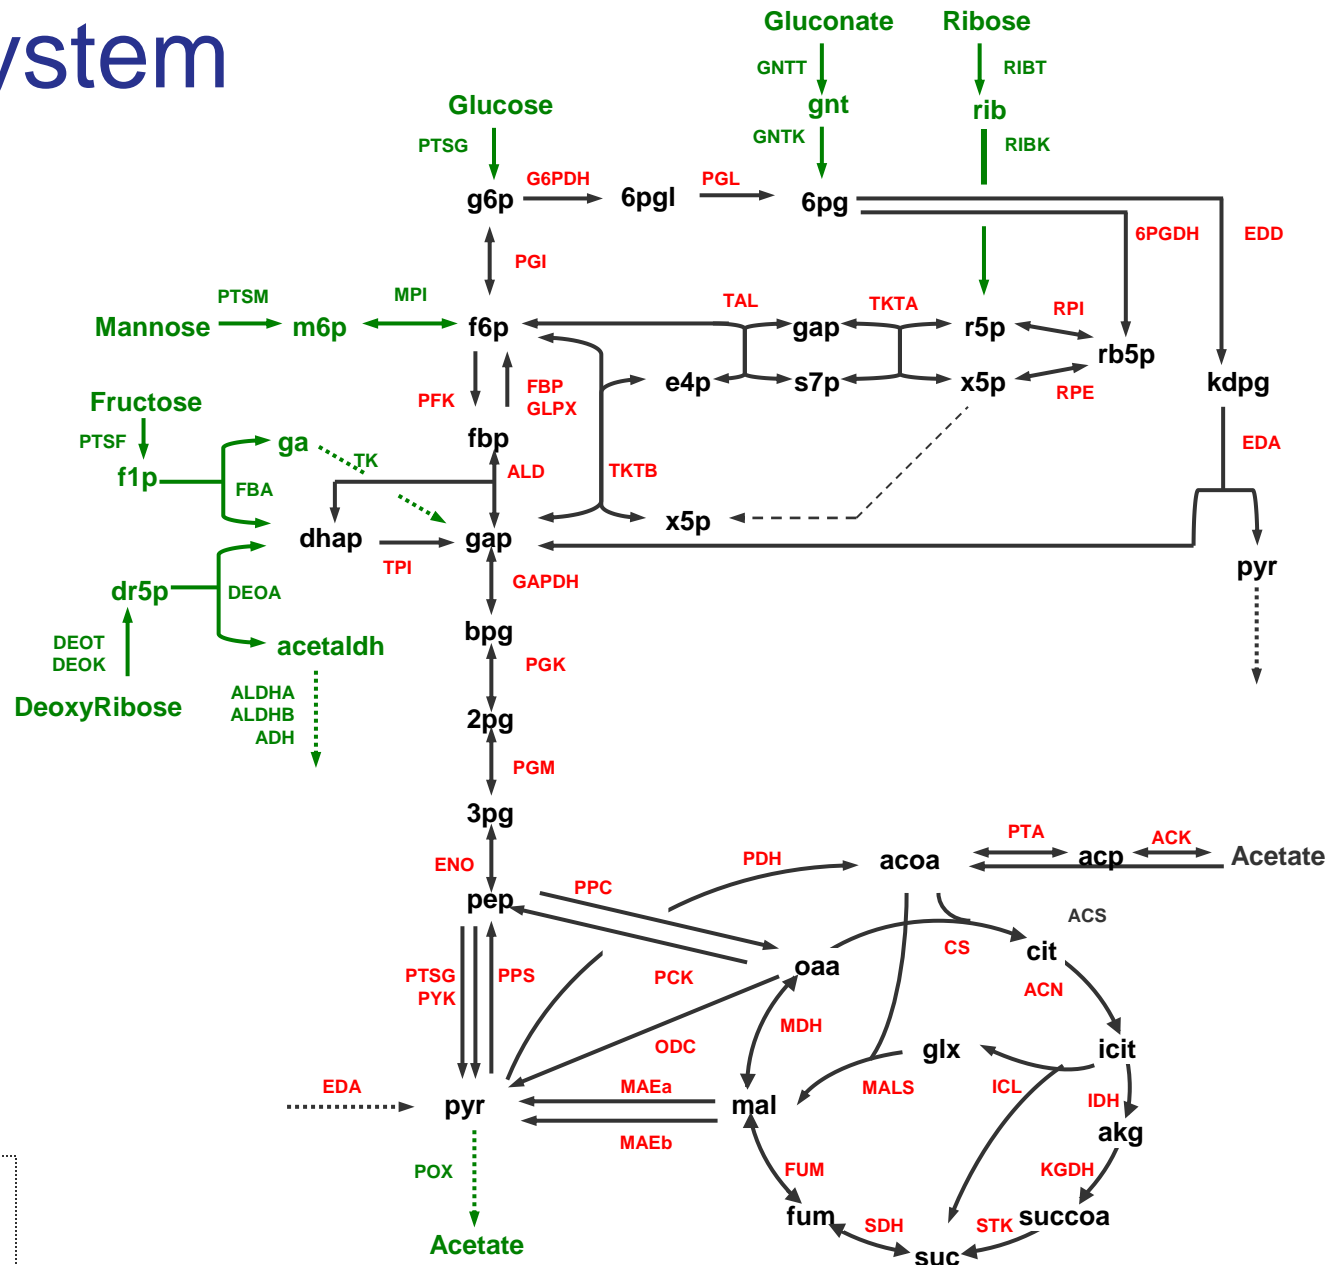 ystem
Gluconate
Ribose
GNTT
RIBT
Glucose
gnt
rib
PTSG
GNTK
RIBK
g6p
G6PDH
6pgl
PGL
6pg
6PGDH
EDD
PGI
PTSM
MPI
TAL
TKTA
RPI
Mannose
m6p
f6p
gap
r5p
rb5p
e4p
s7p
x5p
RPE
kdpg
Fructose
PFK
FBP
GLPX
PTSF
ga
TK
fbp
EDA
f1p
FBA
ALD
TKTB
x5p
dhap
gap
TPI
pyr
dr5p
DEOA
GAPDH
DEOT
DEOK
acetaldh
bpg
PGK
DeoxyRibose
ALDHA
ALDHB
ADH
2pg
PGM
3pg
PTA
ACK
ENO
PDH
acoa
acp
Acetate
pep
PPC
ACS
CS
cit
PTSG
PYK
PPS
PCK
oaa
ACN
MDH
ODC
glx
icit
EDA
MAEa
MALS
ICL
IDH
pyr
mal
akg
MAEb
POX
FUM
KGDH
fum
SDH
STK
succoa
Acetate
suc